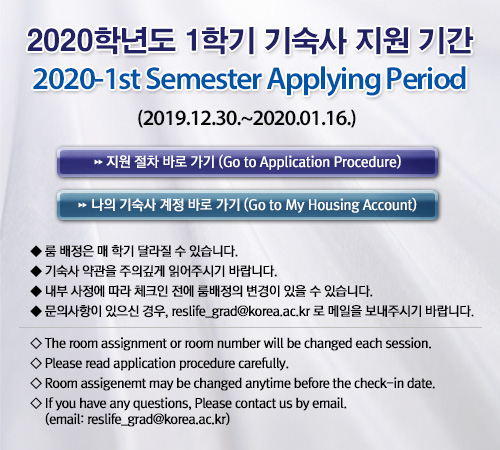 2020학년도 1학기 기숙사 지원 기간
2020-1st Semester Applying Period
(2019.12.30.~2020.01.16.)
▸▸ 지원 절차 바로 가기 (Go to Application Procedure)
▸▸ 나의 기숙사 계정 바로 가기 (Go to My Housing Account)
◆ 룸 배정은 매 학기 달라질 수 있습니다.
◆ 기숙사 약관을 주의깊게 읽어주시기 바랍니다.
◆ 내부 사정에 따라 체크인 전에 룸배정의 변경이 있을 수 있습니다.
◆ 문의사항이 있으신 경우, reslife_grad@korea.ac.kr 로 메일을 보내주시기 바랍니다.
◇ The room assignment or room number will be changed each session.
◇ Please read application procedure carefully.
◇ Room assigenemt may be changed anytime before the check-in date.
◇ If you have any questions, Please contact us by email.
(email: reslife_grad@korea.ac.kr)